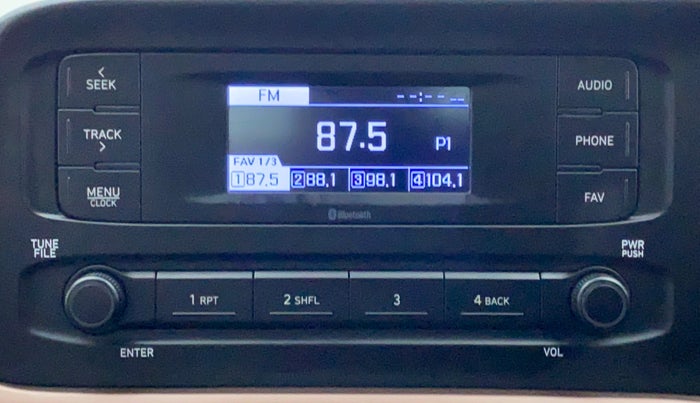 <
SEEK
TRACK
>
MENU
CLOCK
FM
--:-- --
87.5 P1
FAV 1/3
1 87.5 2 88.1 3 98.1 4 104.1
Bluetooth
AUDIO
PHONE
FAV
TUNE
FILE
PWR
PUSH
1 RPT
2 SHFL
3
4 BACK
ENTER
VOL